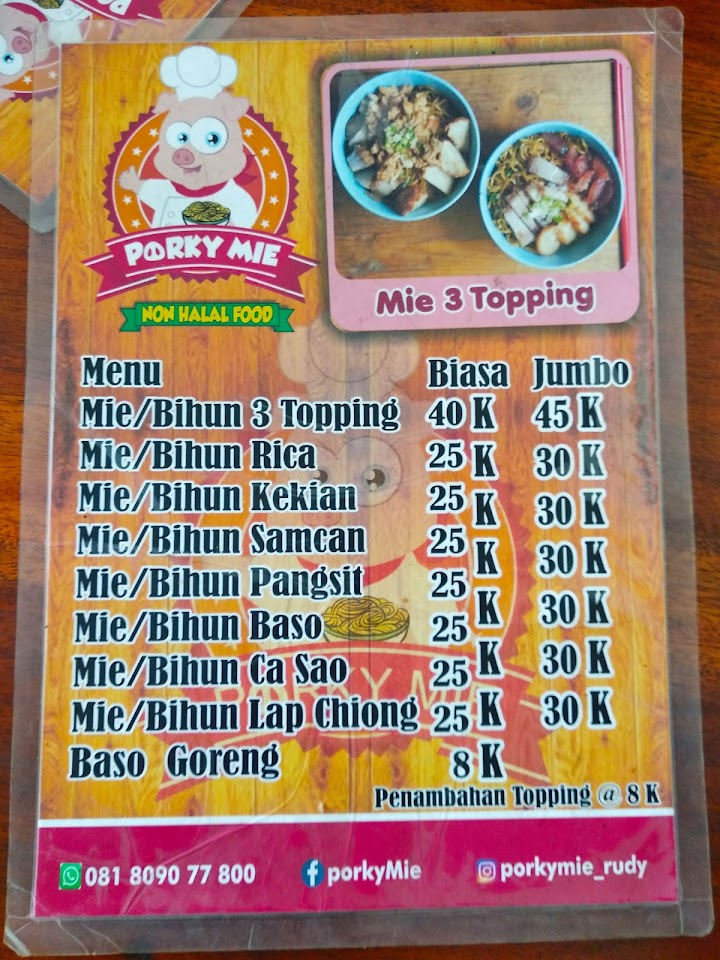 PORKY MIE
NON HALAL FOOD
Mie 3 Topping
Menu Biasa Jumbo
Mie/Bihun 3 Topping 40 K 45 K
Mie/Bihun Rica 25 K 30 K
Mie/Bihun Kekian 25 K 30 K
Mie/Bihun Samcan 25 K 30 K
Mie/Bihun Pangsit 25 K 30 K
Mie/Bihun Baso 25 K 30 K
Mie/Bihun Ca Sao 25 K 30 K
Mie/Bihun Lap Chiong 25 K 30 K
Baso Goreng 8 K
Penambahan Topping @ 8 K
081 8090 77 800 porkyMie porkymie_rudy